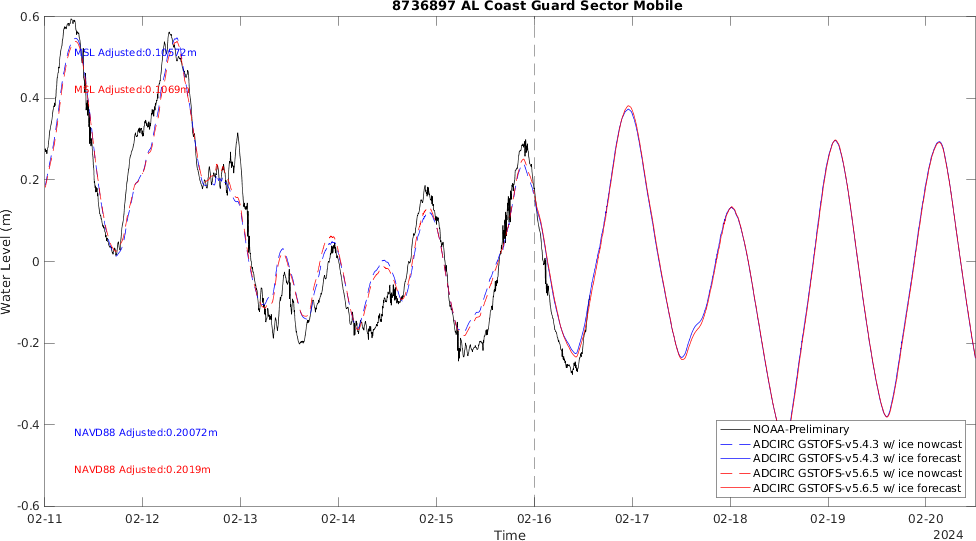 8736897 AL Coast Guard Sector Mobile
Water Level (m)
0.6
0.4
0.2
0
-0.2
-0.4
-0.6
MSL Adjusted:0.10572m
MSL Adjusted:0.1069m
NAVD88 Adjusted:0.20072m
NAVD88 Adjusted:0.2019m
NOAA-Preliminary
ADCIRC GSTOFS-v5.4.3 w/ ice nowcast
ADCIRC GSTOFS-v5.4.3 w/ ice forecast
ADCIRC GSTOFS-v5.6.5 w/ ice nowcast
ADCIRC GSTOFS-v5.6.5 w/ ice forecast
02-11 02-12 02-13 02-14 02-15 02-16 02-17 02-18 02-19 02-20
Time
2024